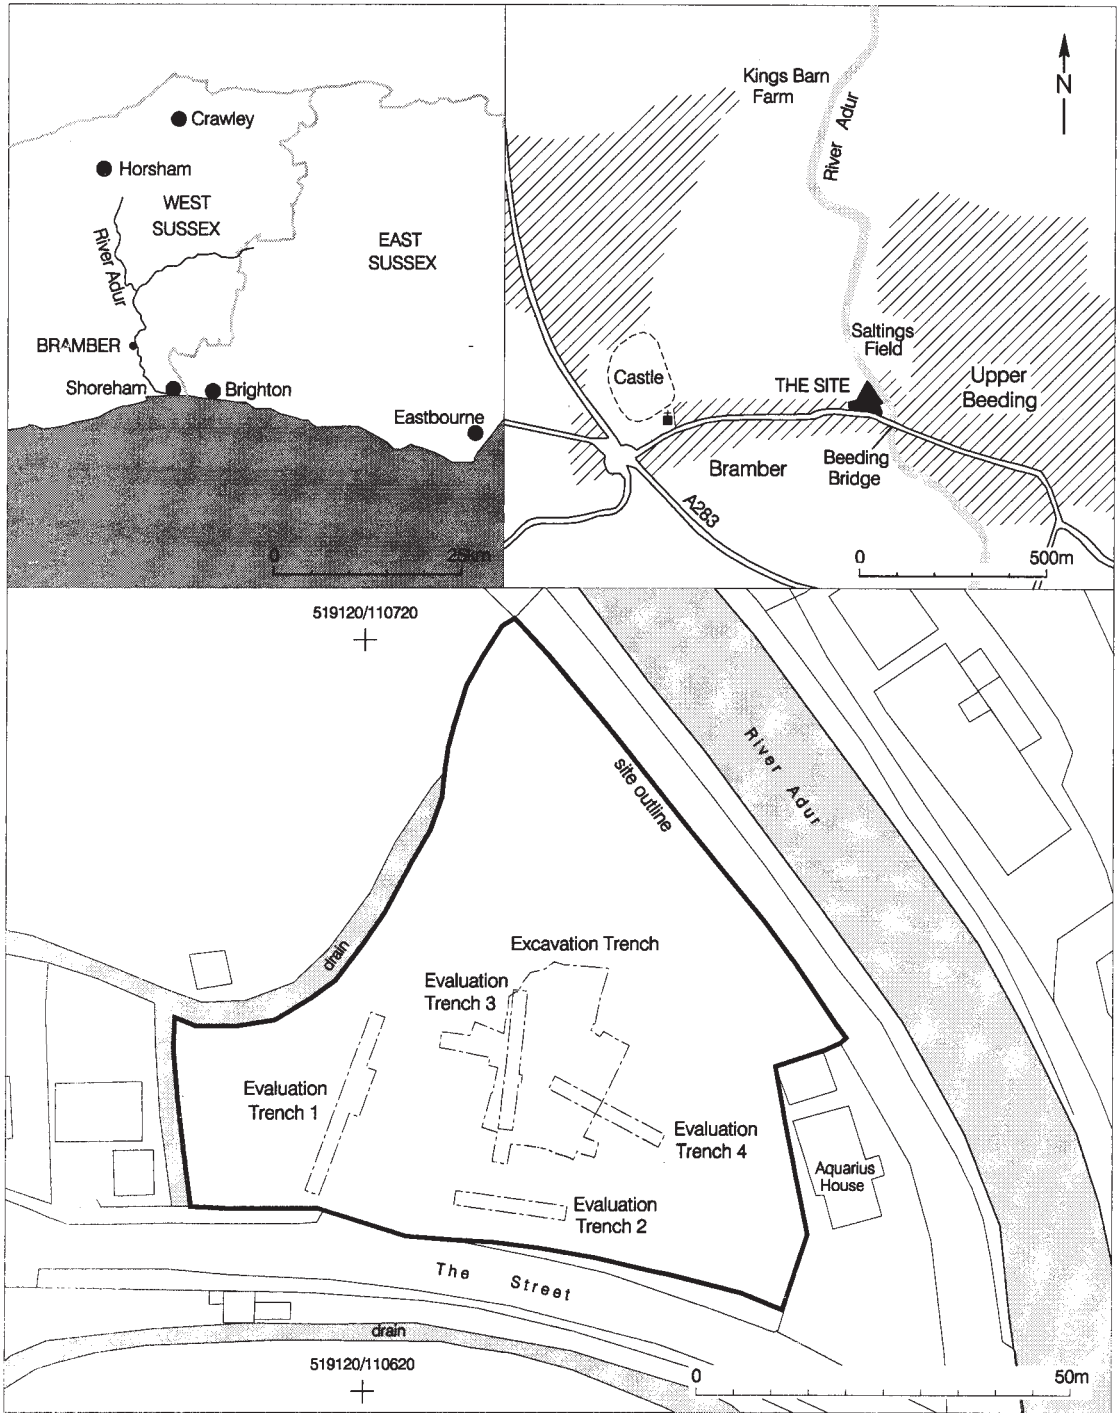 Crawley
Horsham
WEST
SUSSEX
EAST
SUSSEX
River Adur
BRAMBER
Shoreham
Brighton
Eastbourne
0 25km
Kings Barn
Farm
N
River Adur
Saltings
Field
Castle
THE SITE
Upper
Beeding
Bramber
Beeding
Bridge
A283
0 500m
519120/110720
River Adur
site outline
drain
Excavation Trench
Evaluation
Trench 3
Evaluation
Trench 1
Evaluation
Trench 4
Aquarius
House
Evaluation
Trench 2
The Street
drain
519120/110620
0 50m